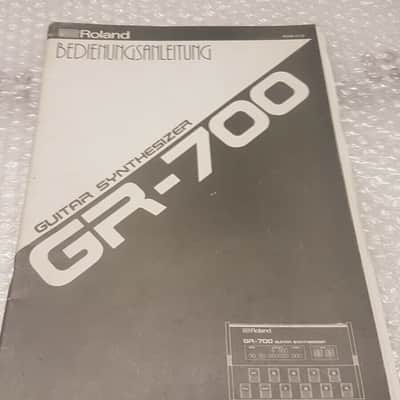 Roland
BEDIENUNGSANLEITUNG
GUITAR SYNTHESIZER
GR-700
Roland
GR-700 GUITAR SYNTHESIZER